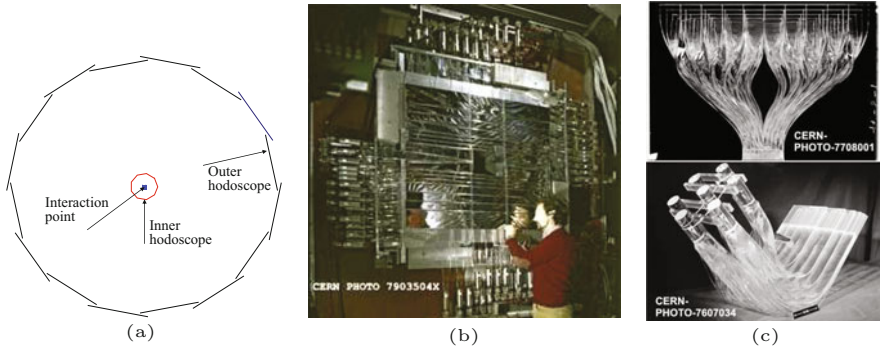 Outer
hodoscope
Interaction
point
Inner
hodoscope
(a)
CERN PHOTO 7903504X
(b)
CERN-
PHOTO-7708001
CERN-
PHOTO-7607034
(c)